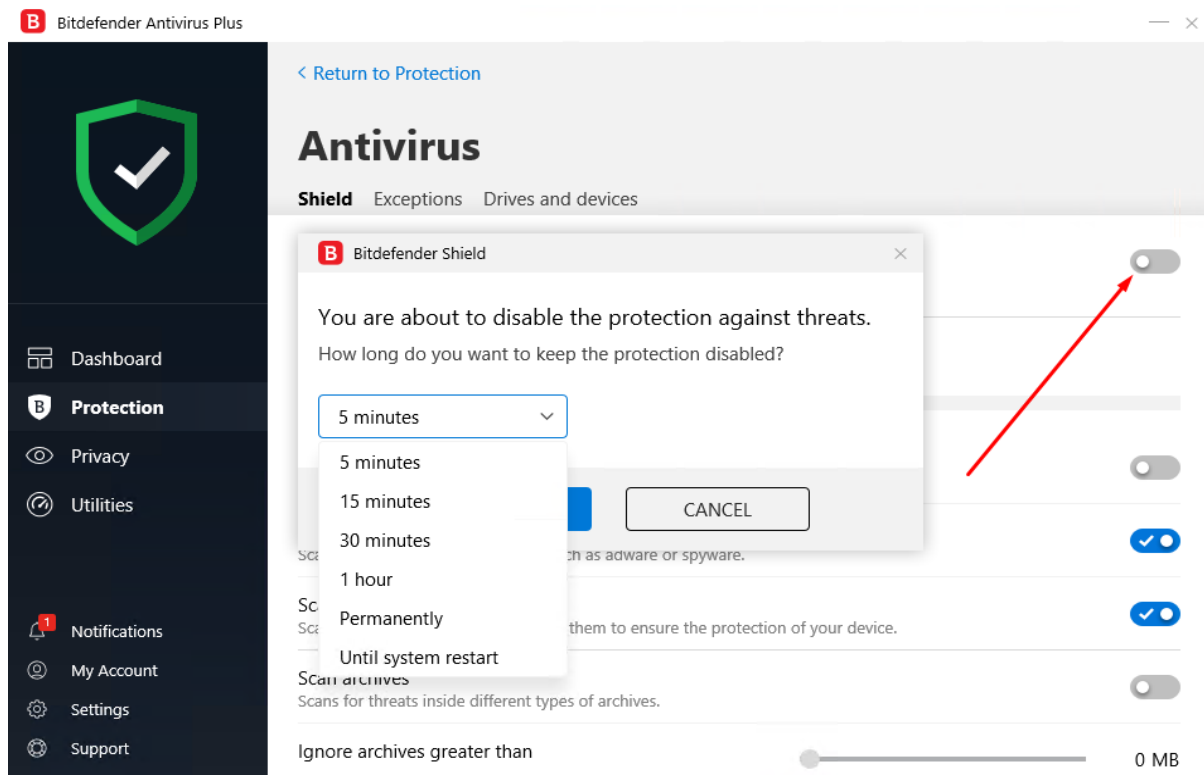 B Bitdefender Antivirus Plus
< Return to Protection
Antivirus
Shield Exceptions Drives and devices
B Bitdefender Shield
You are about to disable the protection against threats.
How long do you want to keep the protection disabled?
5 minutes
5 minutes
15 minutes
30 minutes
1 hour
Permanently
Until system restart
CANCEL
as adware or spyware.
them to ensure the protection of your device.
Scan archives
Scans for threats inside different types of archives.
Ignore archives greater than
0 MB
Dashboard
B Protection
Privacy
Utilities
1
Notifications
My Account
Settings
Support